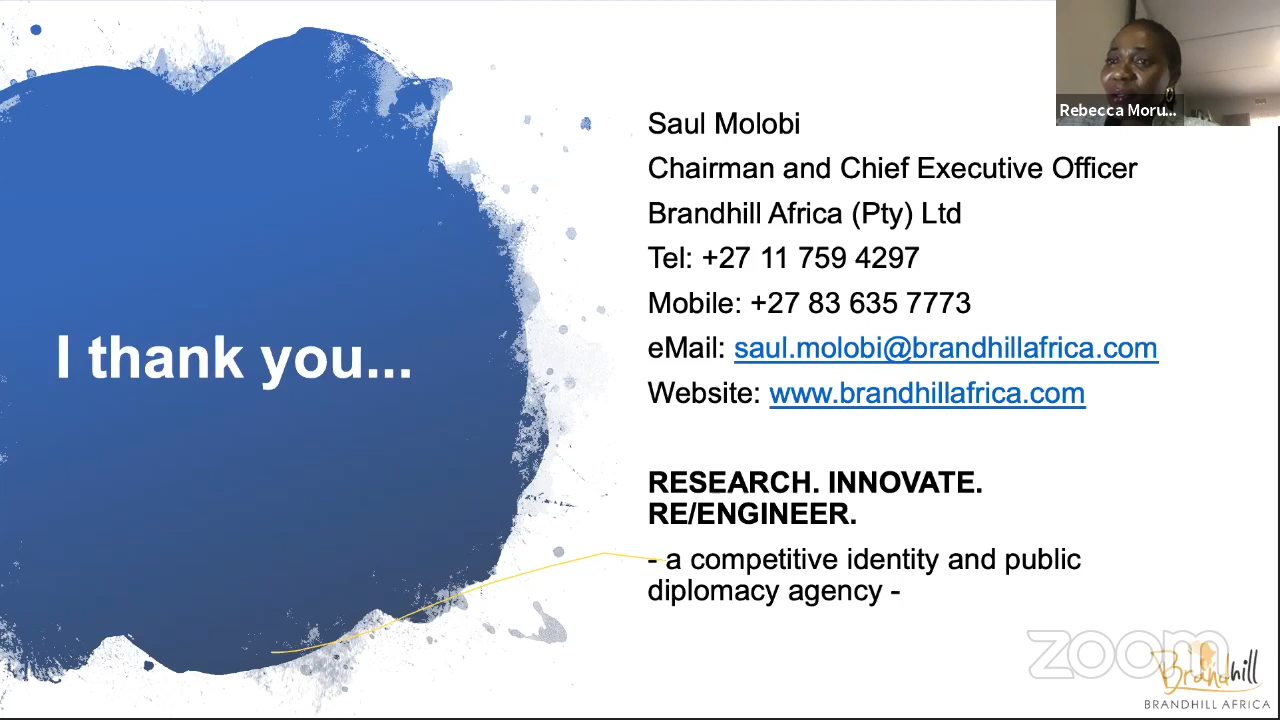 Rebecca Moru...
Saul Molobi
Chairman and Chief Executive Officer
Brandhill Africa (Pty) Ltd
Tel: +27 11 759 4297
Mobile: +27 83 635 7773
eMail: saul.molobi@brandhillafrica.com
Website: www.brandhillafrica.com
I thank you...
RESEARCH. INNOVATE.
RE/ENGINEER.
- a competitive identity and public
diplomacy agency -
zoom
Brandhill
BRANDHILL AFRICA